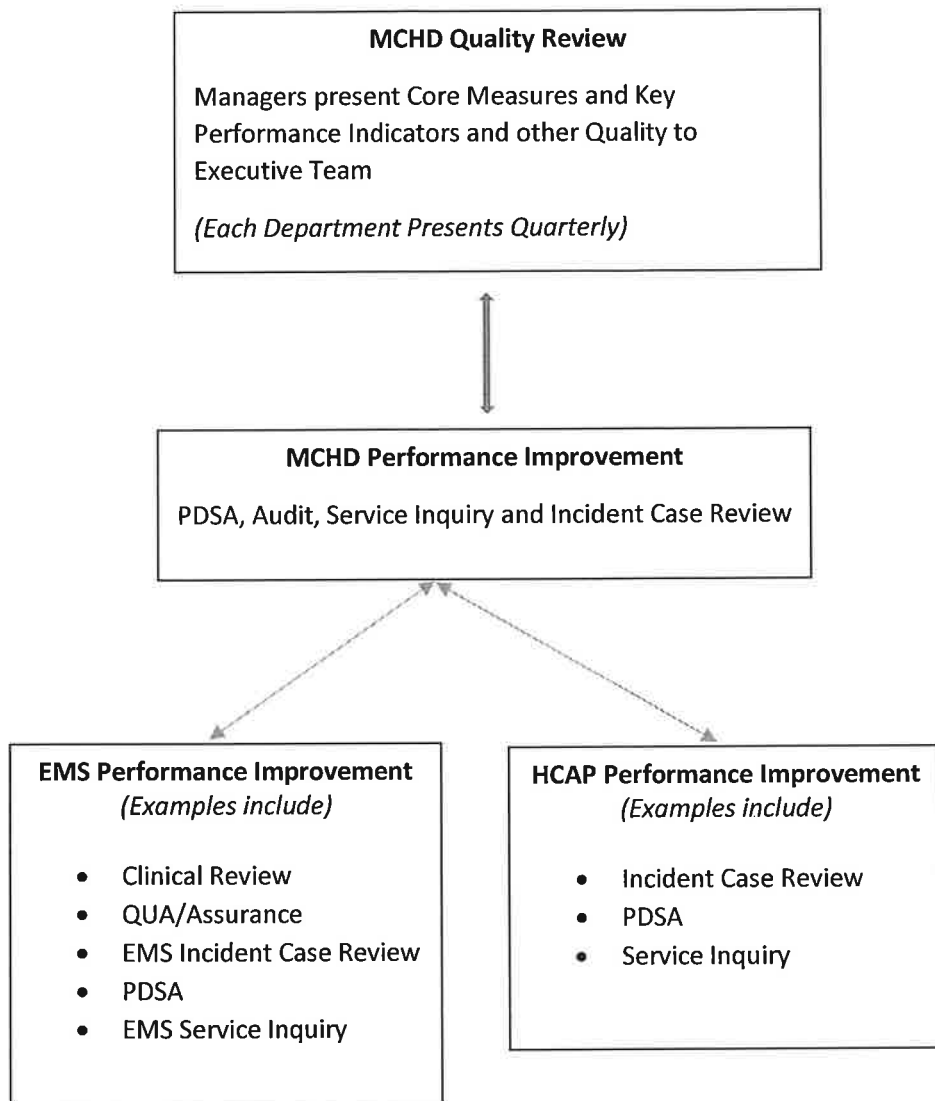 MCHD Quality Review
Managers present Core Measures and Key
Performance Indicators and other Quality to
Executive Team
(Each Department Presents Quarterly)
MCHD Performance Improvement
PDSA, Audit, Service Inquiry and Incident Case Review
EMS Performance Improvement
(Examples include)
• Clinical Review
• QUA/Assurance
• EMS Incident Case Review
• PDSA
• EMS Service Inquiry
HCAP Performance Improvement
(Examples include)
• Incident Case Review
• PDSA
• Service Inquiry